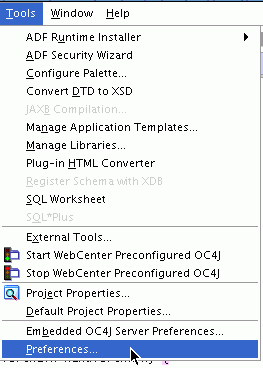 Tools Window Help
ADF Runtime Installer
ADF Security Wizard
Configure Palette...
Convert DTD to XSD
JAXB Compilation...
Manage Application Templates...
Manage Libraries...
Plug-in HTML Converter
Register Schema with XDB
SQL Worksheet
SQL*Plus
External Tools...
Start WebCenter Preconfigured OC4J
Stop WebCenter Preconfigured OC4J
Project Properties...
Default Project Properties...
Embedded OC4J Server Preferences...
Preferences...